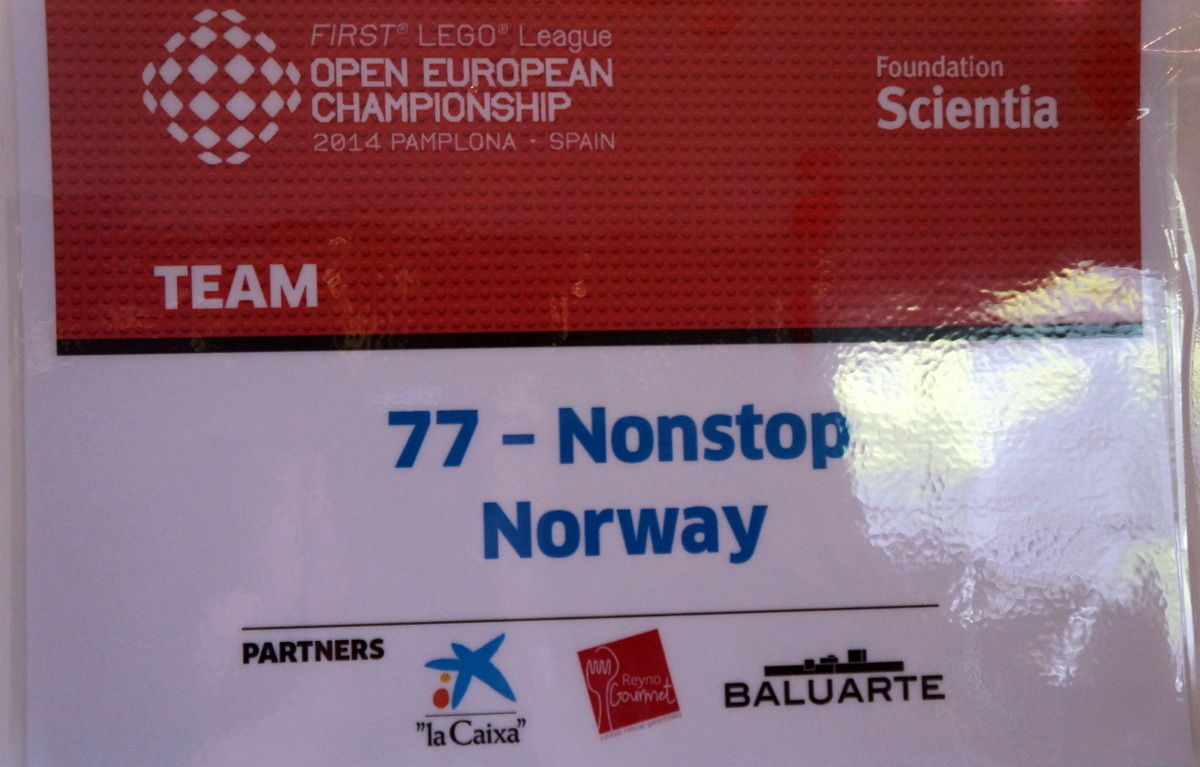 FIRST® LEGO® League
OPEN EUROPEAN
CHAMPIONSHIP
2014 PAMPLONA · SPAIN
Foundation
Scientia
TEAM
77 – Nonstop
Norway
PARTNERS
"la Caixa"
Reyno
Gourmet
BALUARTE